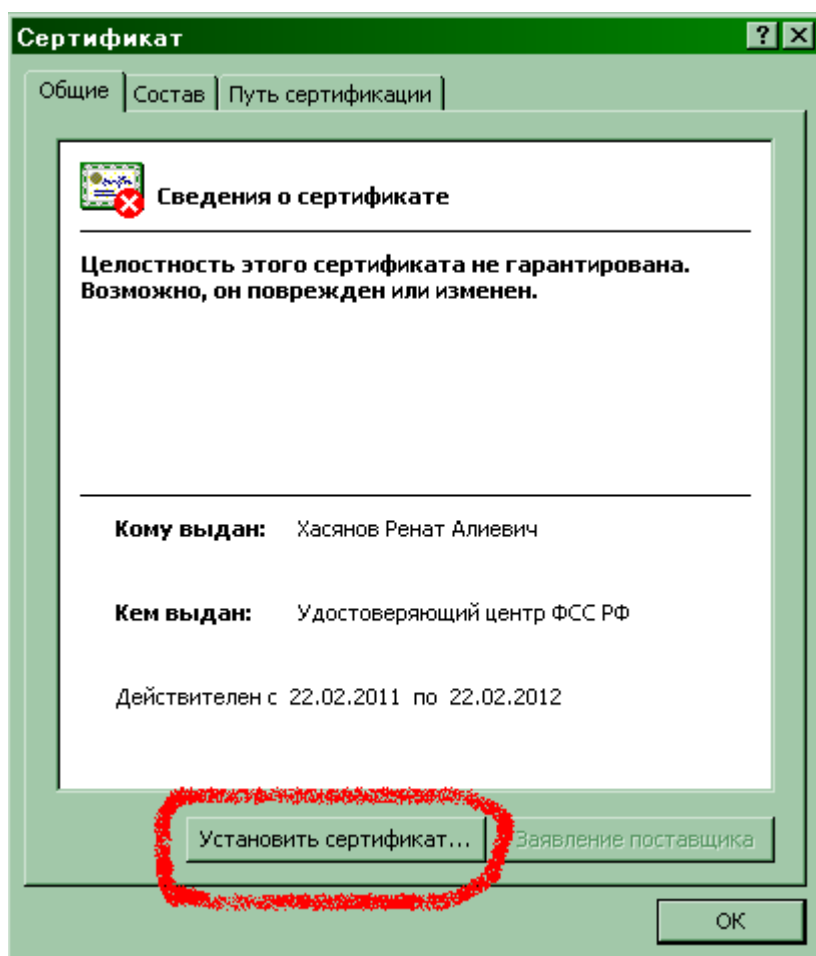 Сертификат
Общие Состав Путь сертификации
Сведения о сертификате
Целостность этого сертификата не гарантирована.
Возможно, он поврежден или изменен.
Кому выдан: Хасянов Ренат Алиевич
Кем выдан: Удостоверяющий центр ФСС РФ
Действителен с 22.02.2011 по 22.02.2012
Установить сертификат... Заявление поставщика
ОК